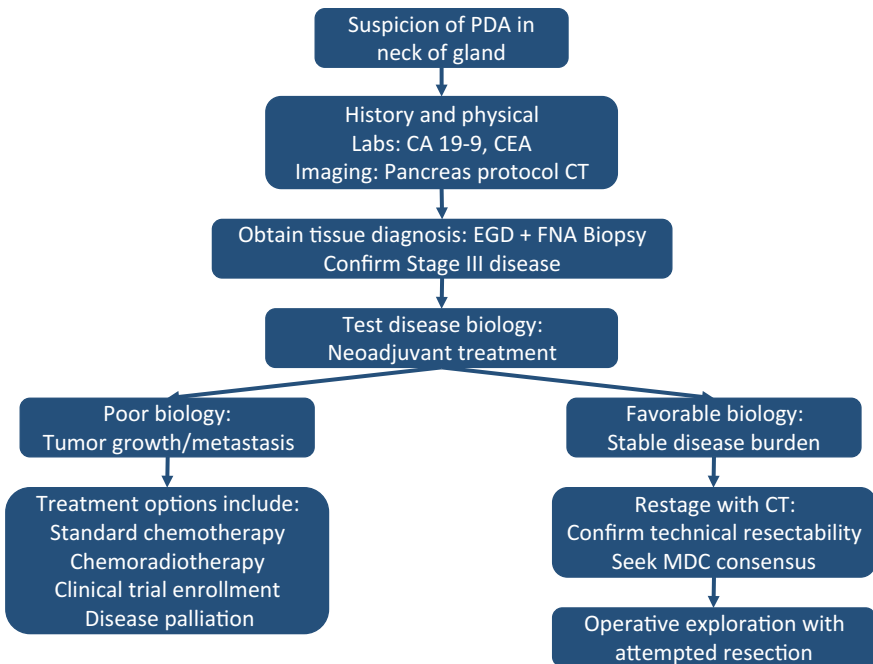 Suspicion of PDA in
neck of gland
History and physical
Labs: CA 19-9, CEA
Imaging: Pancreas protocol CT
Obtain tissue diagnosis: EGD + FNA Biopsy
Confirm Stage III disease
Test disease biology:
Neoadjuvant treatment
Poor biology:
Tumor growth/metastasis
Treatment options include:
Standard chemotherapy
Chemoradiotherapy
Clinical trial enrollment
Disease palliation
Favorable biology:
Stable disease burden
Restage with CT:
Confirm technical resectability
Seek MDC consensus
Operative exploration with
attempted resection